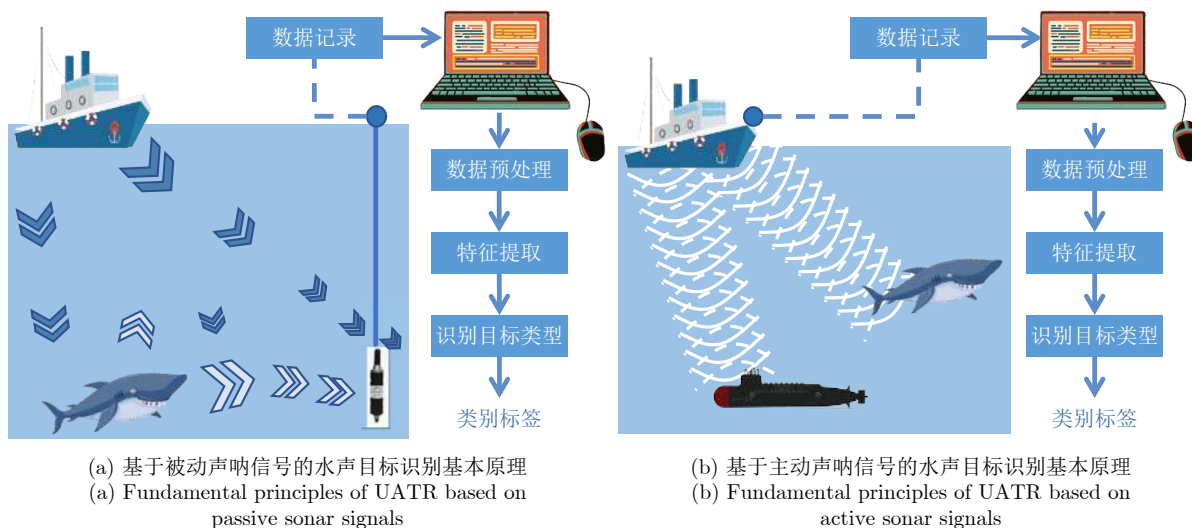 数据记录
数据预处理
特征提取
识别目标类型
类别标签
(a) 基于被动声呐信号的水声目标识别基本原理
(a) Fundamental principles of UATR based on
passive sonar signals
数据记录
数据预处理
特征提取
识别目标类型
类别标签
(b) 基于主动声呐信号的水声目标识别基本原理
(b) Fundamental principles of UATR based on
active sonar signals